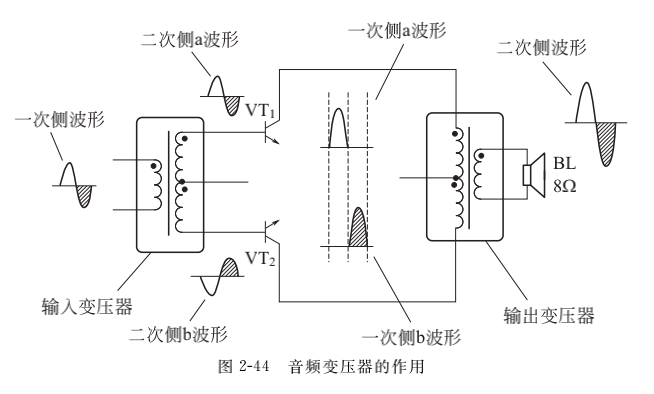 二次侧a波形
一次侧a波形
二次侧波形
VT1
一次侧波形
BL
8Ω
VT2
输入变压器
二次侧b波形
一次侧b波形
输出变压器
图 2-44 音频变压器的作用